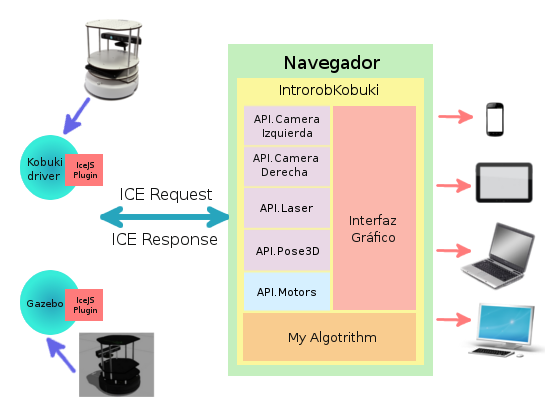 Navegador
IntrorobKobuki
API.Camera
Izquierda
API.Camera
Derecha
API.Laser
API.Pose3D
API.Motors
Interfaz
Gráfico
My Algotrithm
Kobuki
driver
IceJS
Plugin
ICE Request
ICE Response
Gazebo
IceJS
Plugin